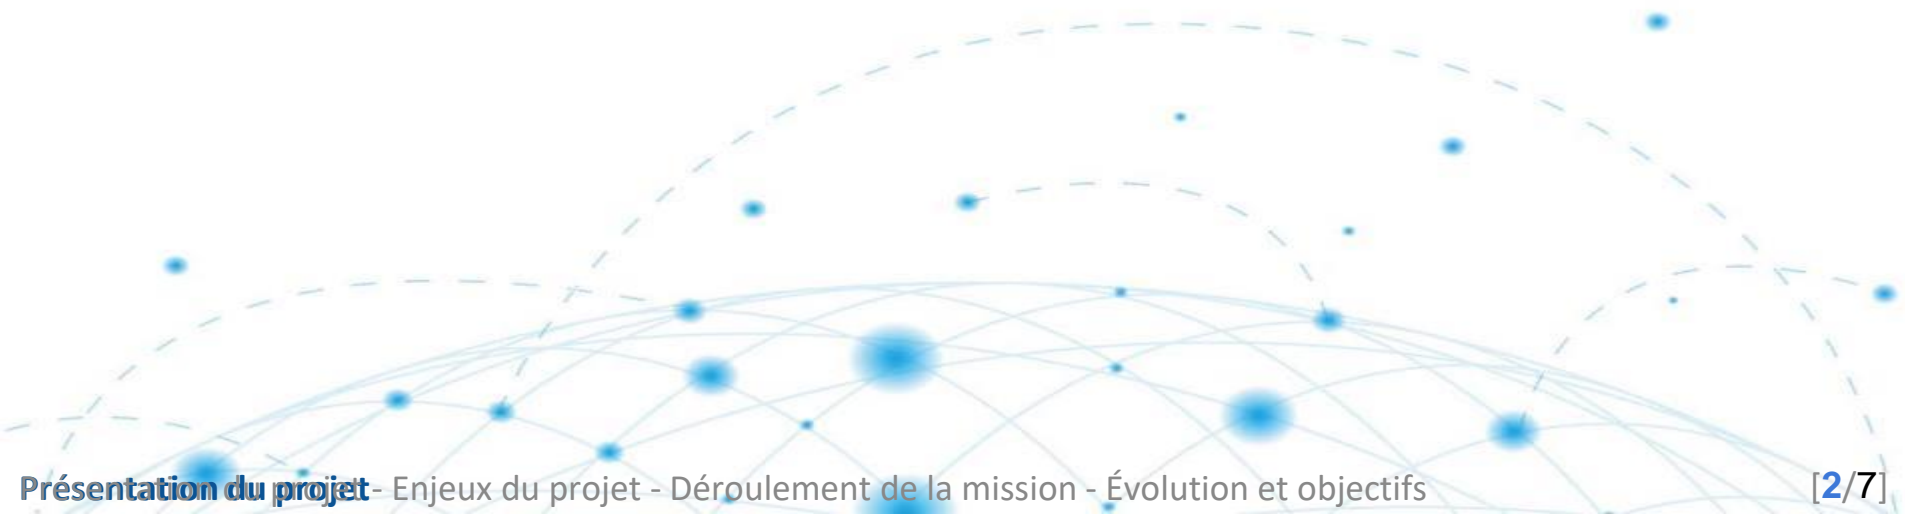 Présentation du projet - Enjeux du projet - Déroulement de la mission - Évolution et objectifs [2/7]